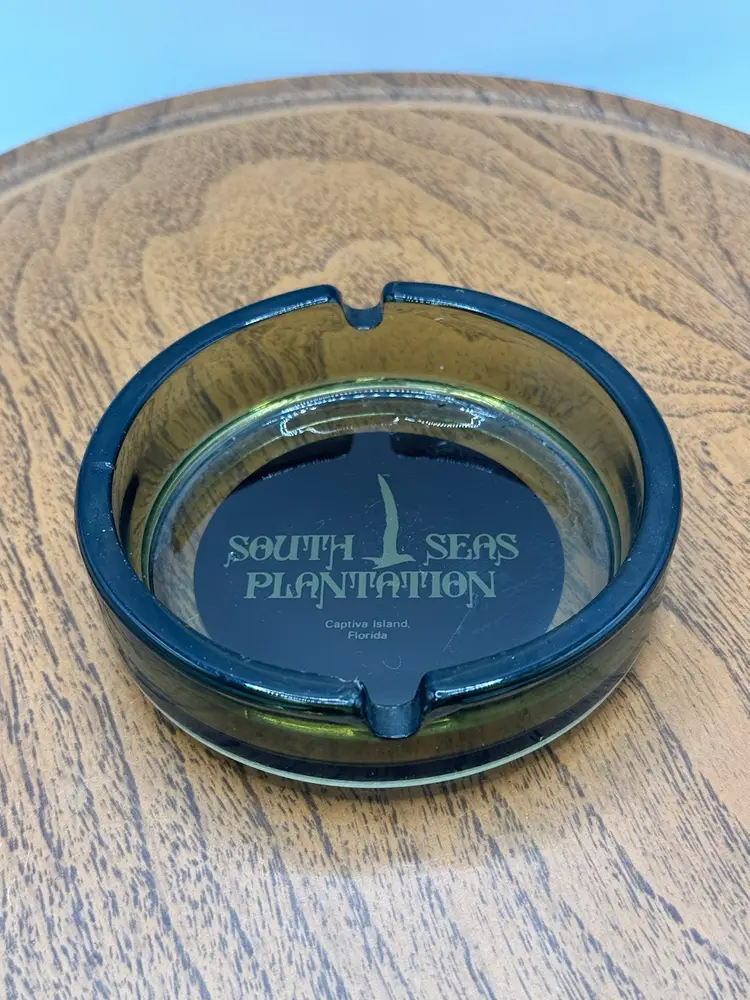 SOUTH SEAS
PLANTATION
Captiva Island,
Florida